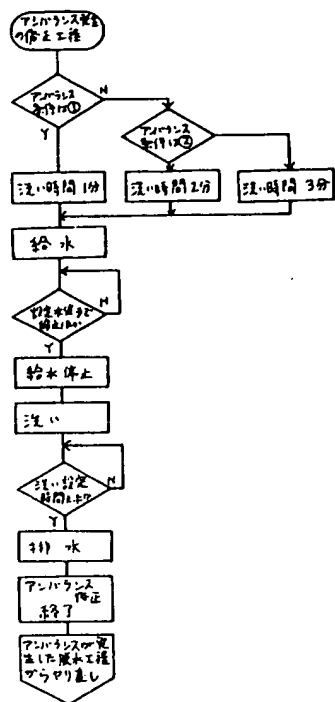 アンバランス発生
の修正工程
アンバランス
条件は①
N
Y
アンバランス
条件は②
洗い時間1分
洗い時間2分
洗い時間 3分
給水
設定水位まで
給水したか
N
Y
給水停止
洗い
洗い設定
時間
N
Y
排水
アンバランス
修正
終了
アンバランスが発
生した脱水工程
からやり直し